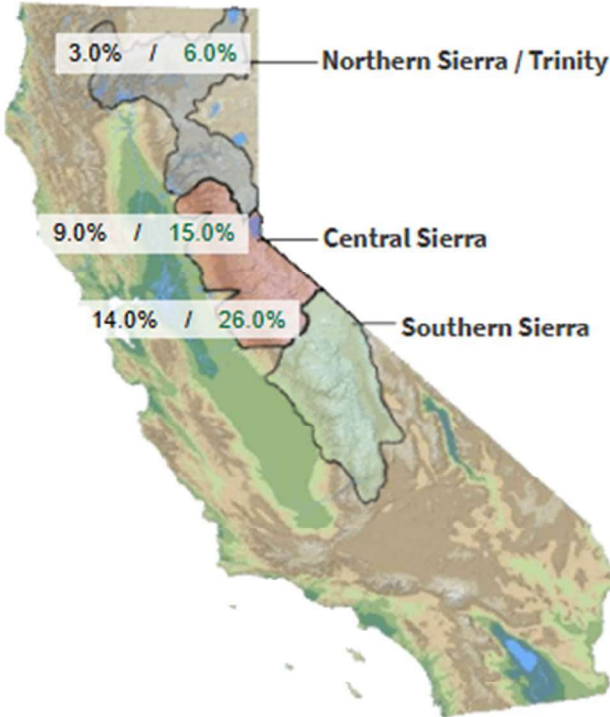 3.0% / 6.0%
Northern Sierra / Trinity
9.0% / 15.0%
Central Sierra
14.0% / 26.0%
Southern Sierra